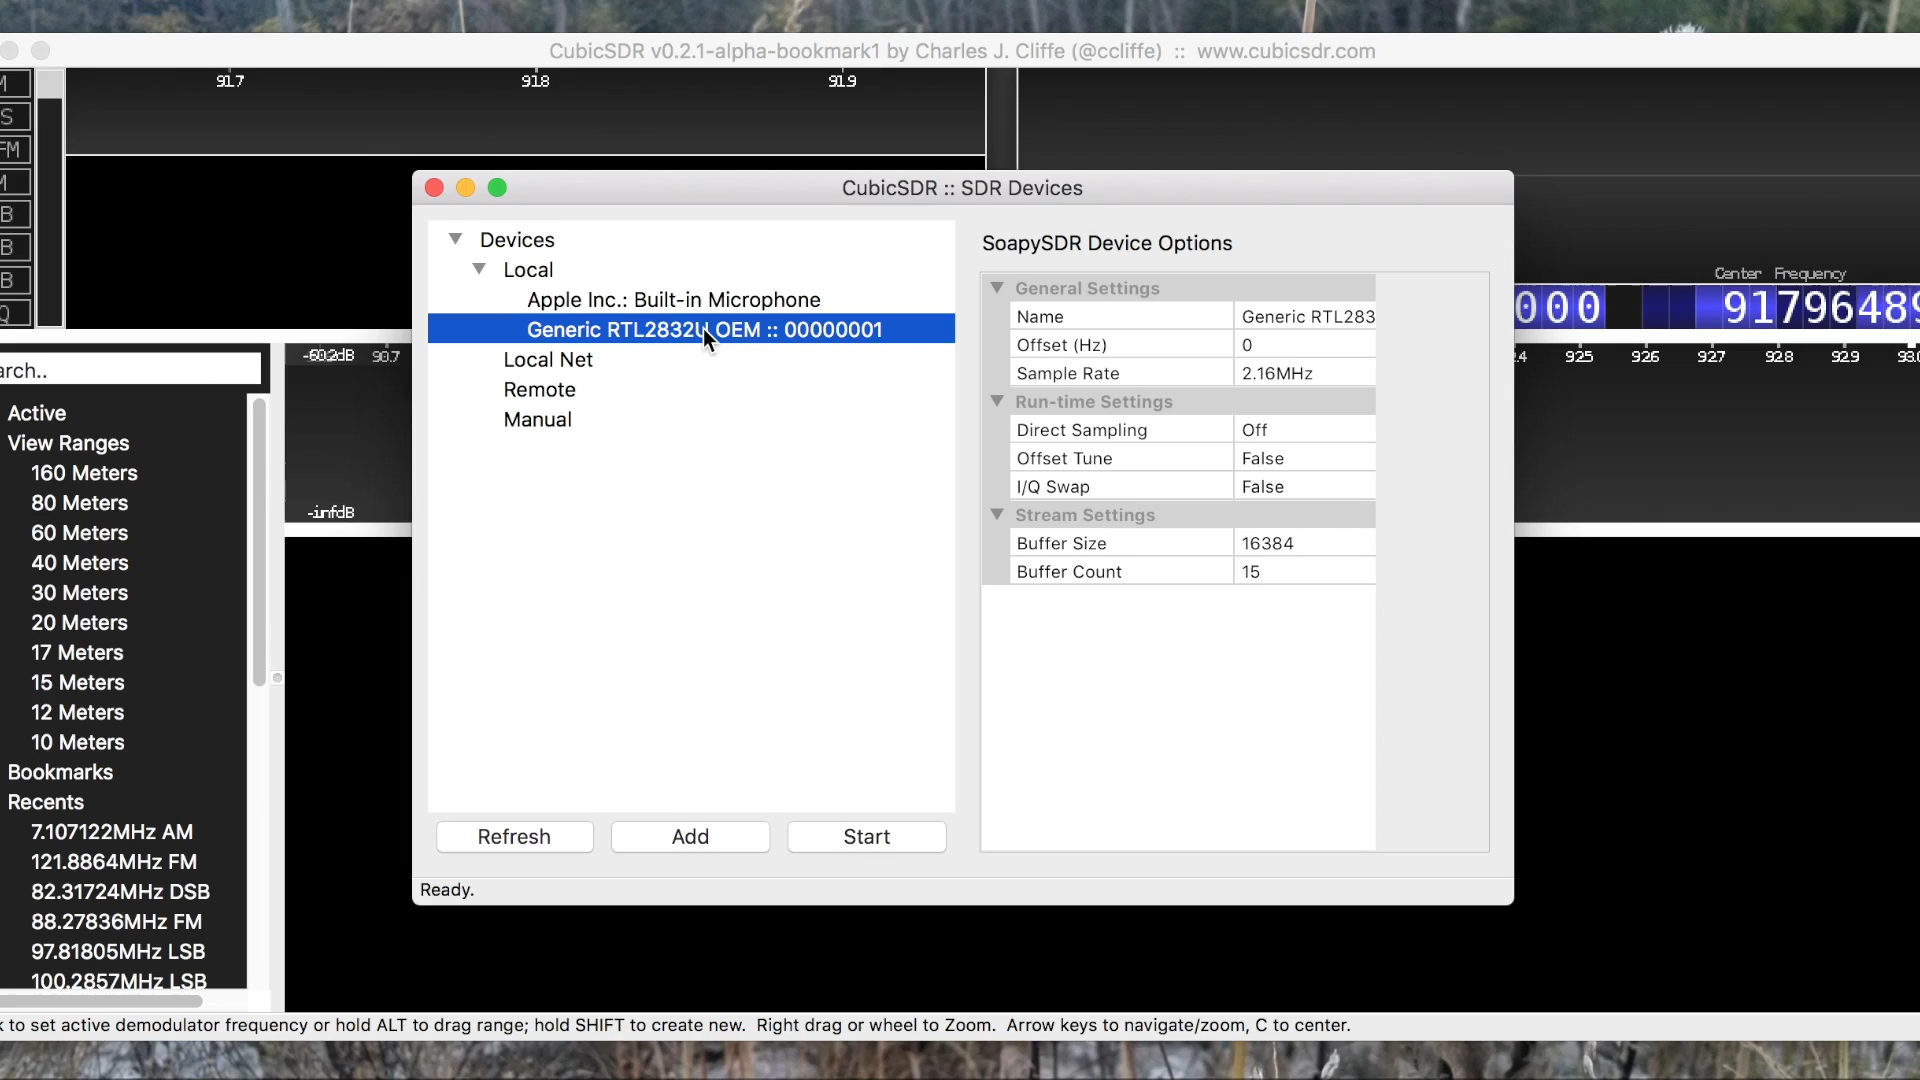 CubicSDR v0.2.1-alpha-bookmark1 by Charles J. Cliffe (@ccliffe) :: www.cubicsdr.com
91.7 91.8 91.9
M
S
FM
M
B
B
B
Q
CubicSDR :: SDR Devices
Devices
Local
Apple Inc.: Built-in Microphone
Generic RTL2832U OEM :: 00000001
Local Net
Remote
Manual
Refresh Add Start
Ready.
SoapySDR Device Options
General Settings
Name Generic RTL283
Offset (Hz) 0
Sample Rate 2.16MHz
Run-time Settings
Direct Sampling Off
Offset Tune False
I/Q Swap False
Stream Settings
Buffer Size 16384
Buffer Count 15
Center Frequency
000 9179648
92.5 92.6 92.7 92.8 92.9 93.0
arch..
-60.2dB 90.7
-infdB
Active
View Ranges
160 Meters
80 Meters
60 Meters
40 Meters
30 Meters
20 Meters
17 Meters
15 Meters
12 Meters
10 Meters
Bookmarks
Recents
7.107122MHz AM
121.8864MHz FM
82.31724MHz DSB
88.27836MHz FM
97.81805MHz LSB
100.2857MHz LSB
k to set active demodulator frequency or hold ALT to drag range; hold SHIFT to create new. Right drag or wheel to Zoom. Arrow keys to navigate/zoom, C to center.